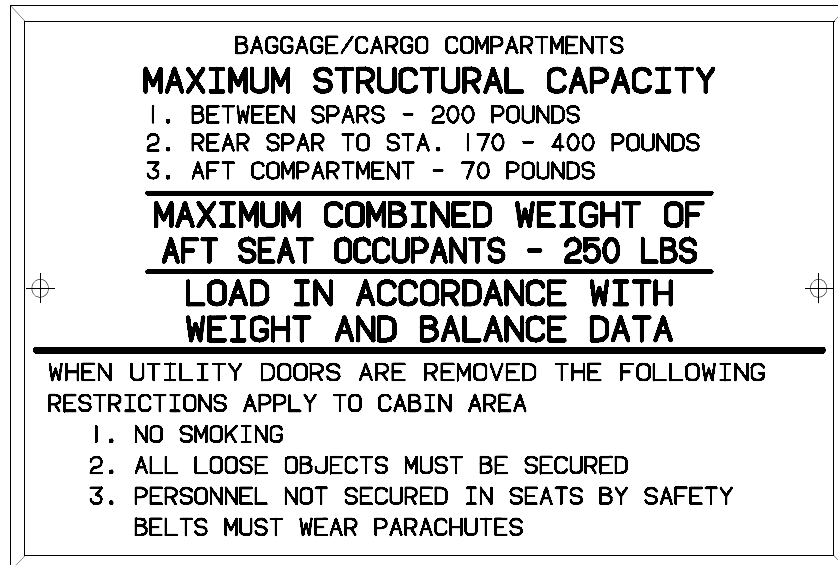 BAGGAGE/CARGO COMPARTMENTS
MAXIMUM STRUCTURAL CAPACITY
1. BETWEEN SPARS - 200 POUNDS
2. REAR SPAR TO STA. 170 - 400 POUNDS
3. AFT COMPARTMENT - 70 POUNDS
MAXIMUM COMBINED WEIGHT OF
AFT SEAT OCCUPANTS - 250 LBS
LOAD IN ACCORDANCE WITH
WEIGHT AND BALANCE DATA
WHEN UTILITY DOORS ARE REMOVED THE FOLLOWING
RESTRICTIONS APPLY TO CABIN AREA
1. NO SMOKING
2. ALL LOOSE OBJECTS MUST BE SECURED
3. PERSONNEL NOT SECURED IN SEATS BY SAFETY
BELTS MUST WEAR PARACHUTES